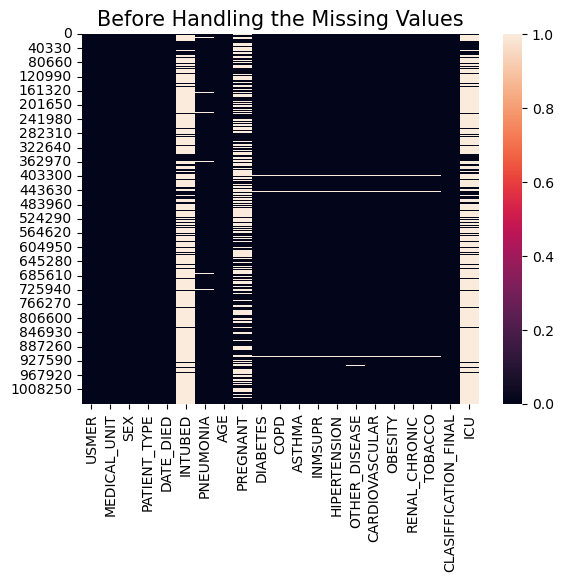 Before Handling the Missing Values
0
40330
80660
120990
161320
201650
241980
282310
322640
362970
403300
443630
483960
524290
564620
604950
645280
685610
725940
766270
806600
846930
887260
927590
967920
1008250
1.0
0.8
0.6
0.4
0.2
0.0
USMER
MEDICAL_UNIT
SEX
PATIENT_TYPE
DATE_DIED
INTUBED
PNEUMONIA
AGE
PREGNANT
DIABETES
COPD
ASTHMA
INMSUPR
HIPERTENSION
OTHER_DISEASE
CARDIOVASCULAR
OBESITY
RENAL_CHRONIC
TOBACCO
CLASIFFICATION_FINAL
ICU